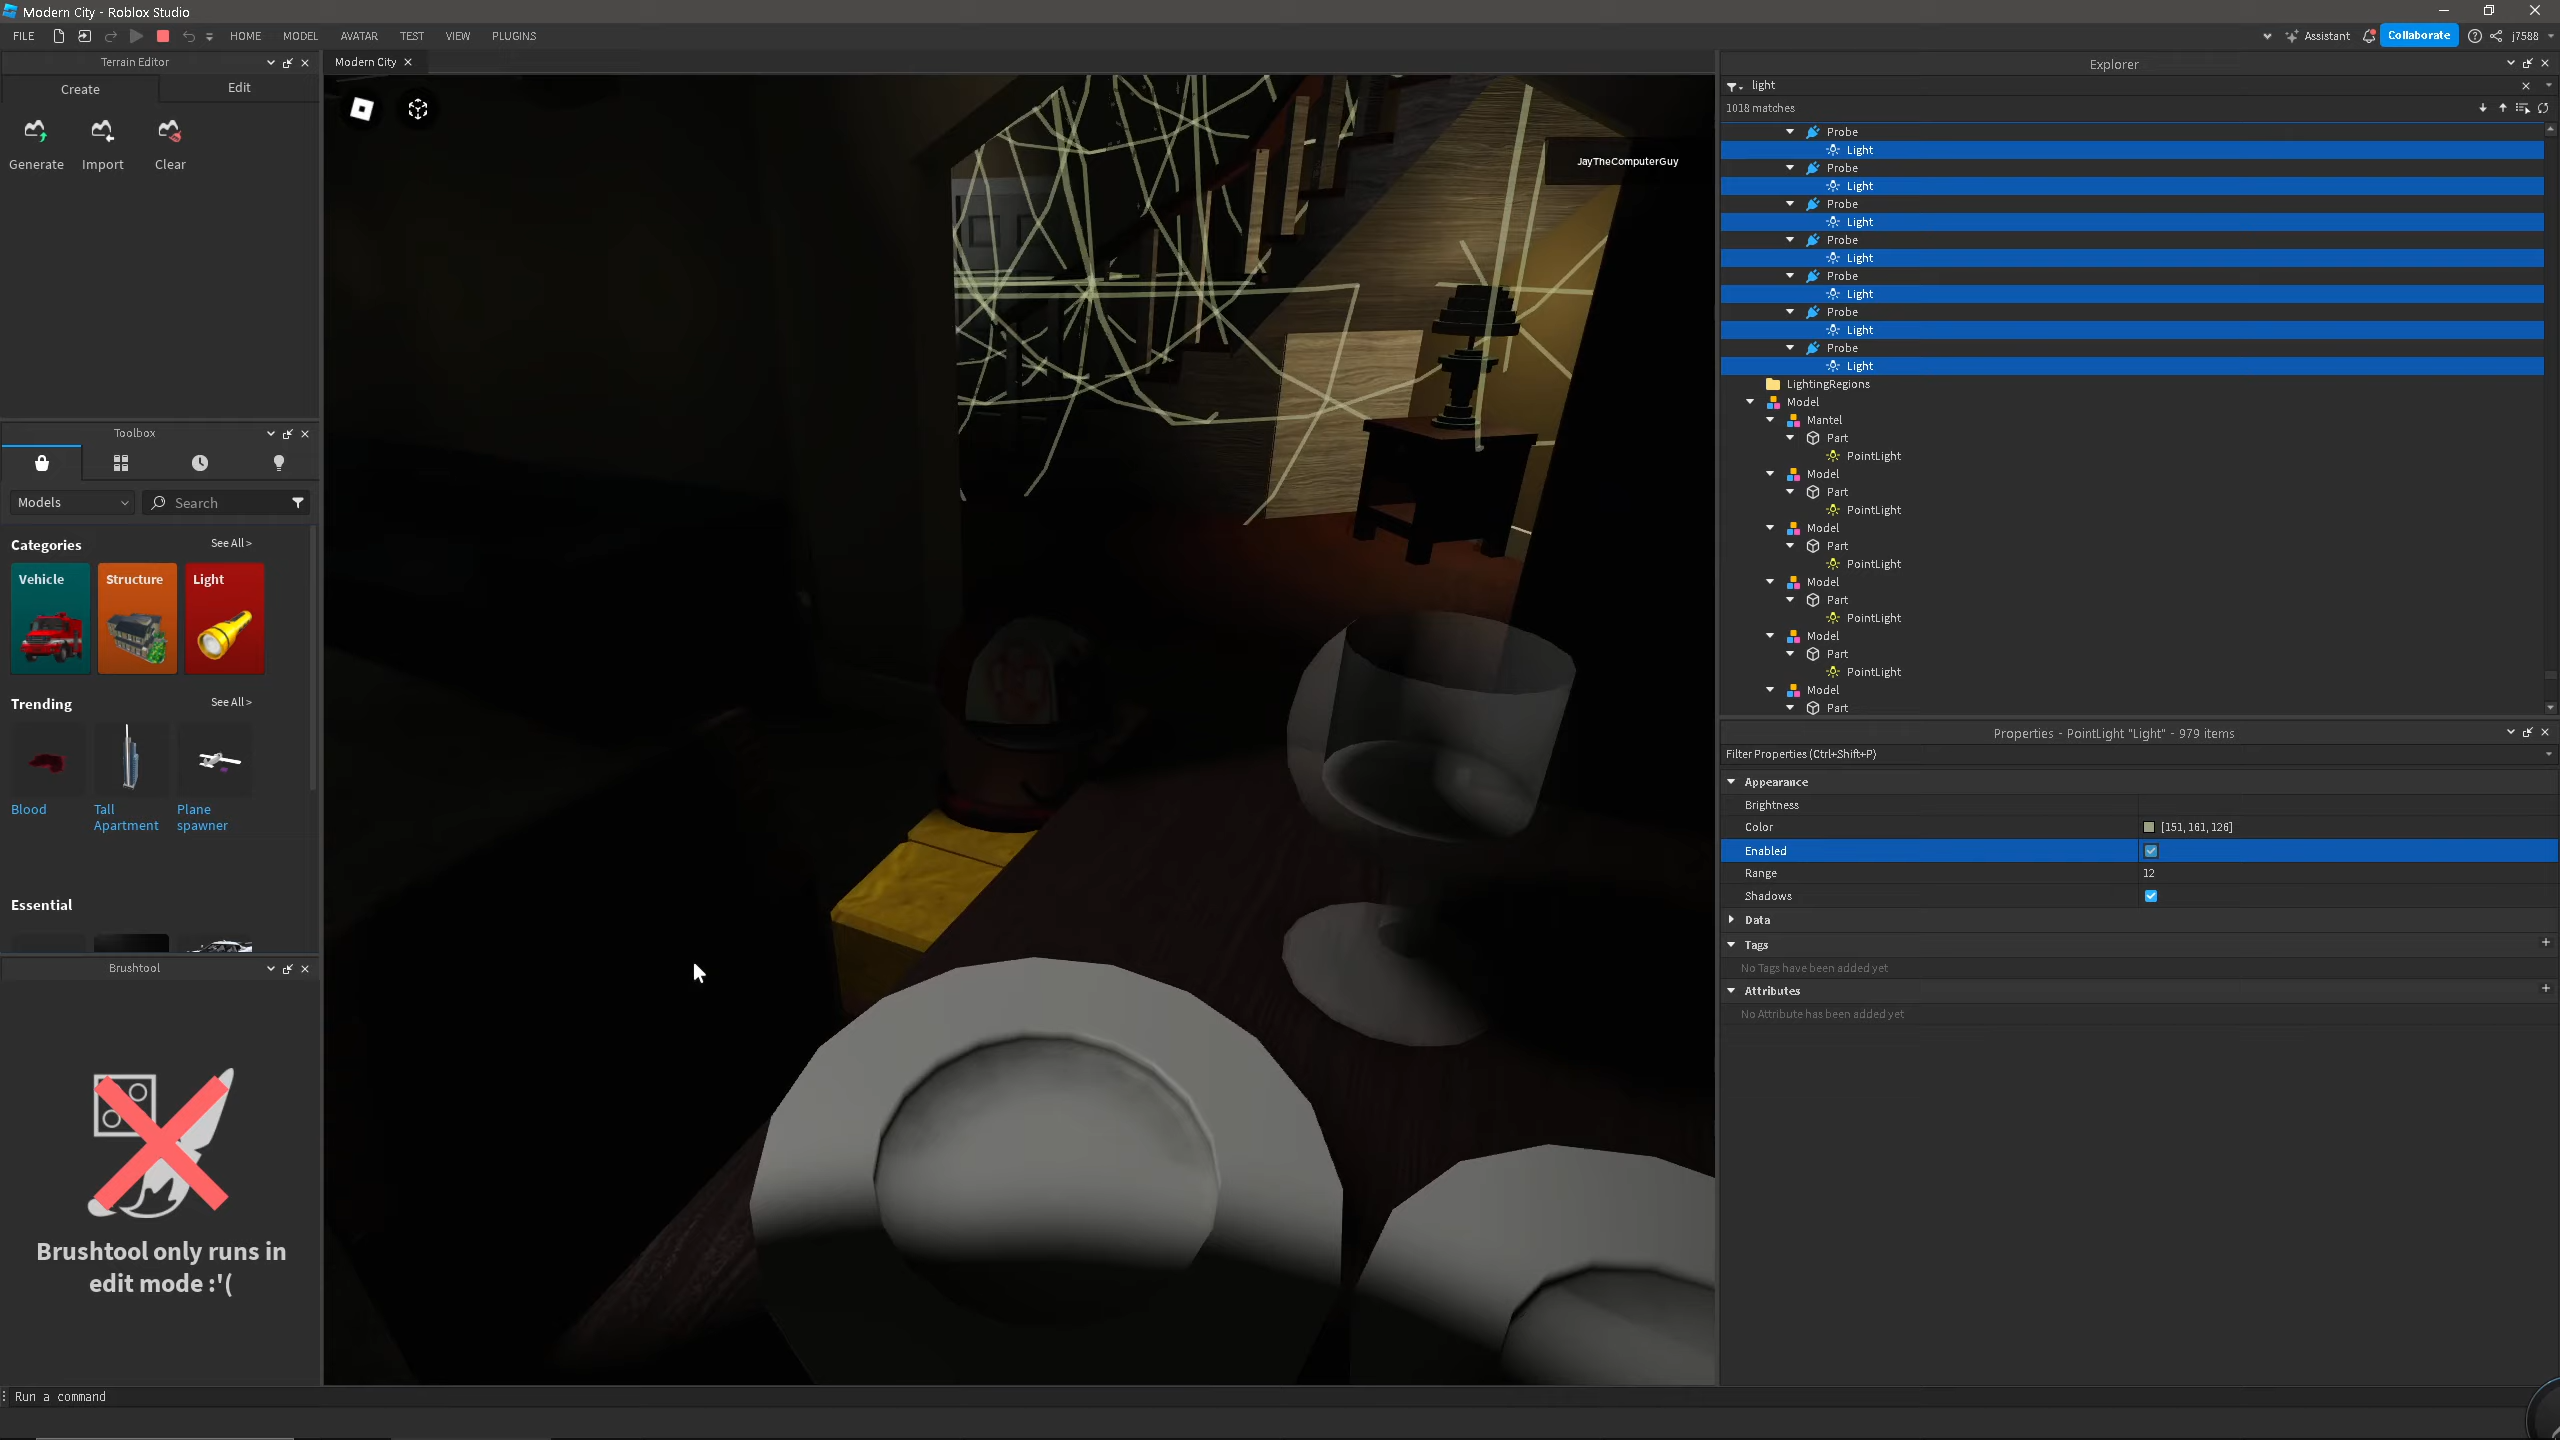 Modern City - Roblox Studio
FILE
HOME
MODEL
AVATAR
TEST
VIEW
PLUGINS
Assistant
Collaborate
j7588
Terrain Editor
Create
Edit
Generate
Import
Clear
Toolbox
Models
Search
Categories
See All >
Vehicle
Structure
Light
Trending
See All >
Blood
Tall
Apartment
Plane
spawner
Essential
Brushtool
Brushtool only runs in
edit mode :'(
Run a command
Modern City
JayTheComputerGuy
Explorer
light
1018 matches
Probe
Light
Probe
Light
Probe
Light
Probe
Light
Probe
Light
Probe
Light
Probe
Light
LightingRegions
Model
Mantel
Part
PointLight
Model
Part
PointLight
Model
Part
PointLight
Model
Part
PointLight
Model
Part
PointLight
Model
Part
Properties - PointLight "Light" - 979 items
Filter Properties (Ctrl+Shift+P)
Appearance
Brightness
Color
[151, 161, 126]
Enabled
Range
12
Shadows
Data
Tags
No Tags have been added yet
Attributes
No Attribute has been added yet